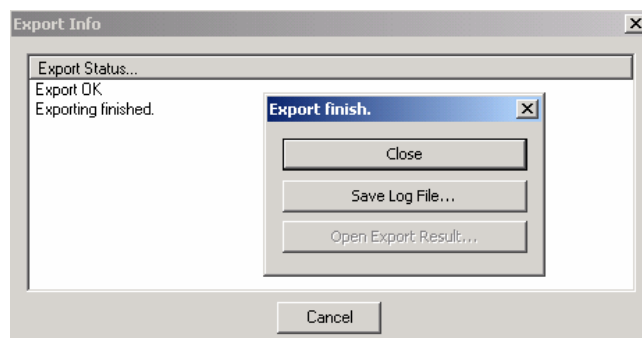 Export Info
Export Status...
Export OK
Exporting finished.
Export finish.
Close
Save Log File...
Open Export Result...
Cancel